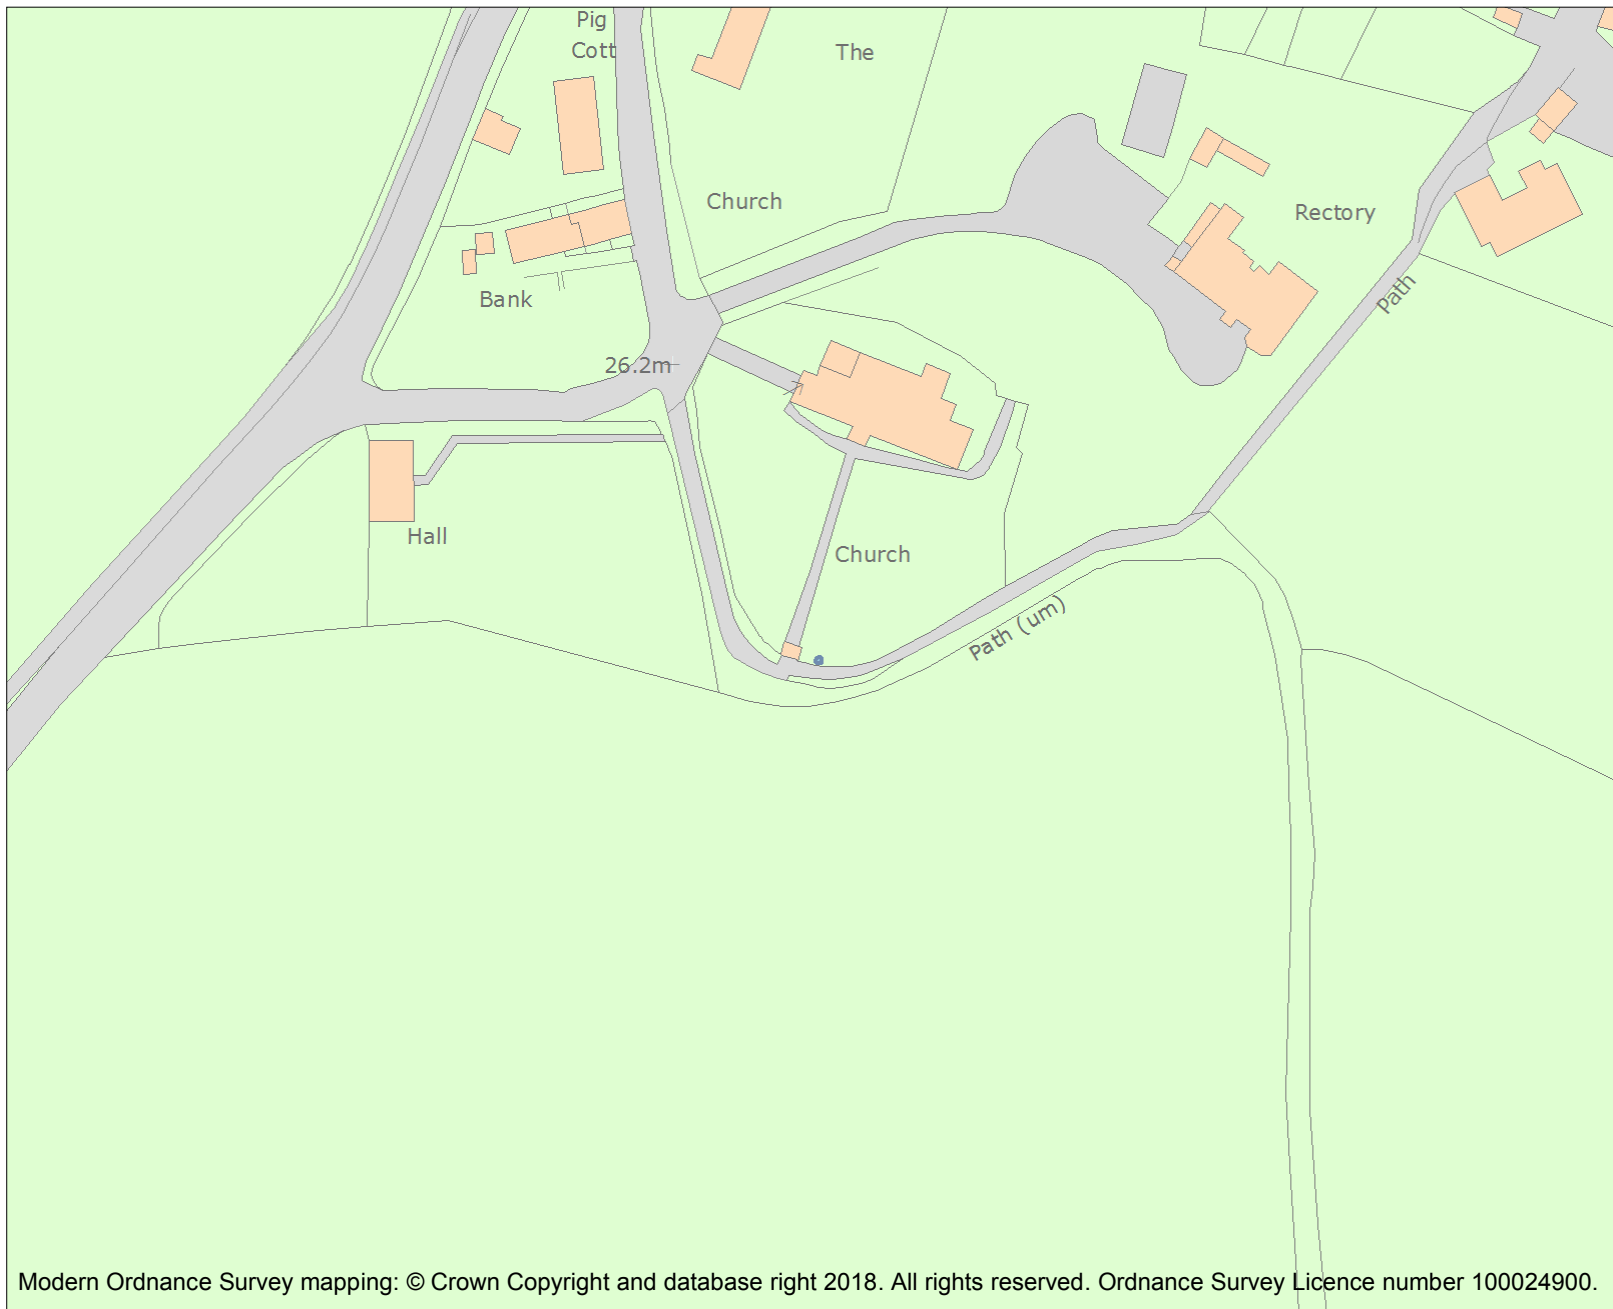 Pig
Cott
The
Church
Rectory
Path
Bank
26.2m
Hall
Church
Path (um)
Modern Ordnance Survey mapping: © Crown Copyright and database right 2018. All rights reserved. Ordnance Survey Licence number 100024900.